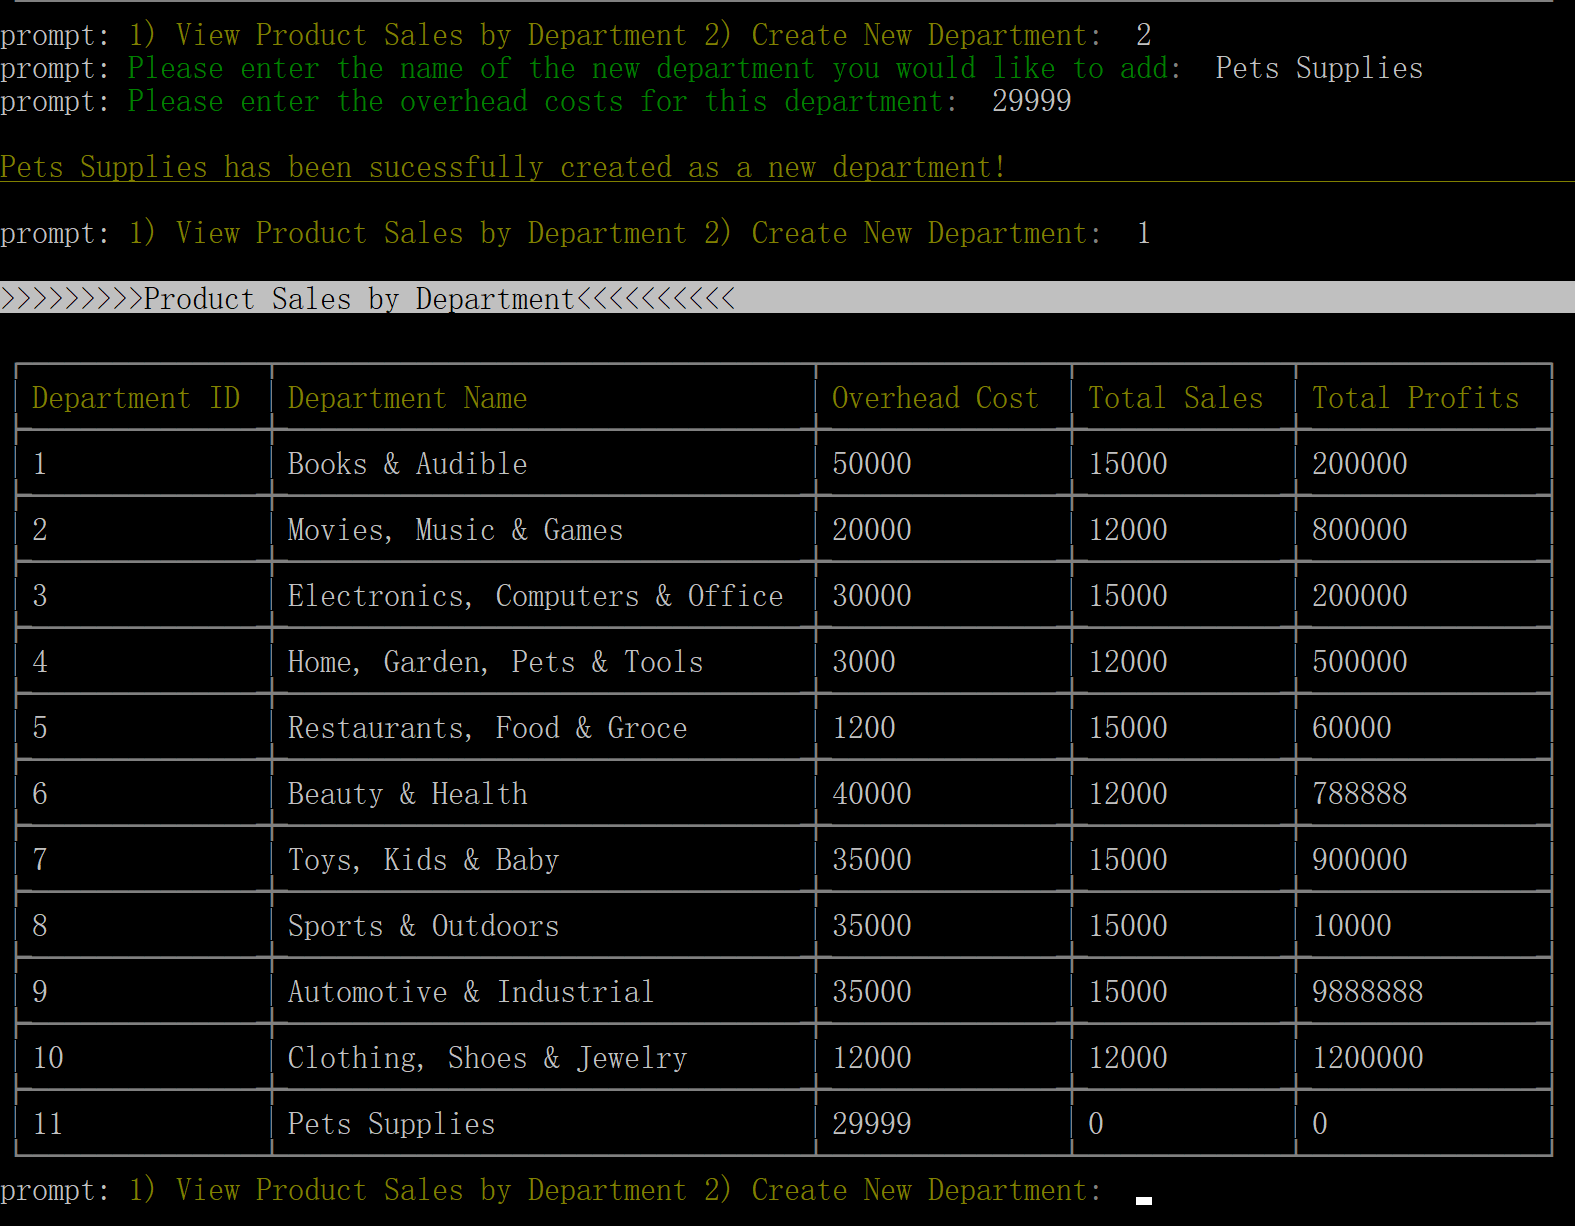 prompt: 1) View Product Sales by Department 2) Create New Department:  2
prompt: Please enter the name of the new department you would like to add:  Pets Supplies
prompt: Please enter the overhead costs for this department:  29999
Pets Supplies has been sucessfully created as a new department!
prompt: 1) View Product Sales by Department 2) Create New Department:  1
>>>>>>>>>Product Sales by Department<<<<<<<<<<
Department ID Department Name Overhead Cost Total Sales Total Profits
1 Books & Audible 50000 15000 200000
2 Movies, Music & Games 20000 12000 800000
3 Electronics, Computers & Office 30000 15000 200000
4 Home, Garden, Pets & Tools 3000 12000 500000
5 Restaurants, Food & Groce 1200 15000 60000
6 Beauty & Health 40000 12000 788888
7 Toys, Kids & Baby 35000 15000 900000
8 Sports & Outdoors 35000 15000 10000
9 Automotive & Industrial 35000 15000 9888888
10 Clothing, Shoes & Jewelry 12000 12000 1200000
11 Pets Supplies 29999 0 0
prompt: 1) View Product Sales by Department 2) Create New Department: